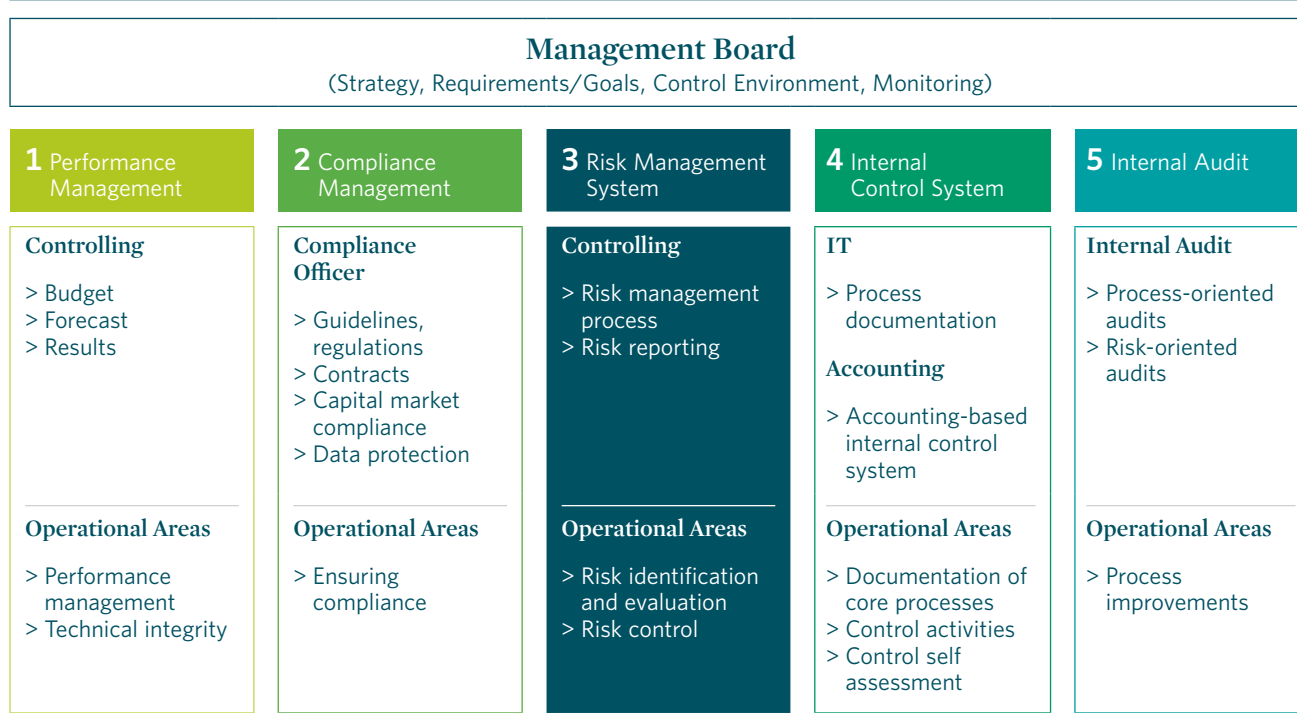 Management Board
(Strategy, Requirements/Goals, Control Environment, Monitoring)
1 Performance
Management
Controlling
> Budget
> Forecast
> Results
Operational Areas
> Performance
management
> Technical integrity
2 Compliance
Management
Compliance
Officer
> Guidelines,
regulations
> Contracts
> Capital market
compliance
> Data protection
Operational Areas
> Ensuring
compliance
3 Risk Management
System
Controlling
> Risk management
process
> Risk reporting
Operational Areas
> Risk identification
and evaluation
> Risk control
4 Internal
Control System
IT
> Process
documentation
Accounting
> Accounting-based
internal control
system
Operational Areas
> Documentation of
core processes
> Control activities
> Control self
assessment
5 Internal Audit
Internal Audit
> Process-oriented
audits
> Risk-oriented
audits
Operational Areas
> Process
improvements